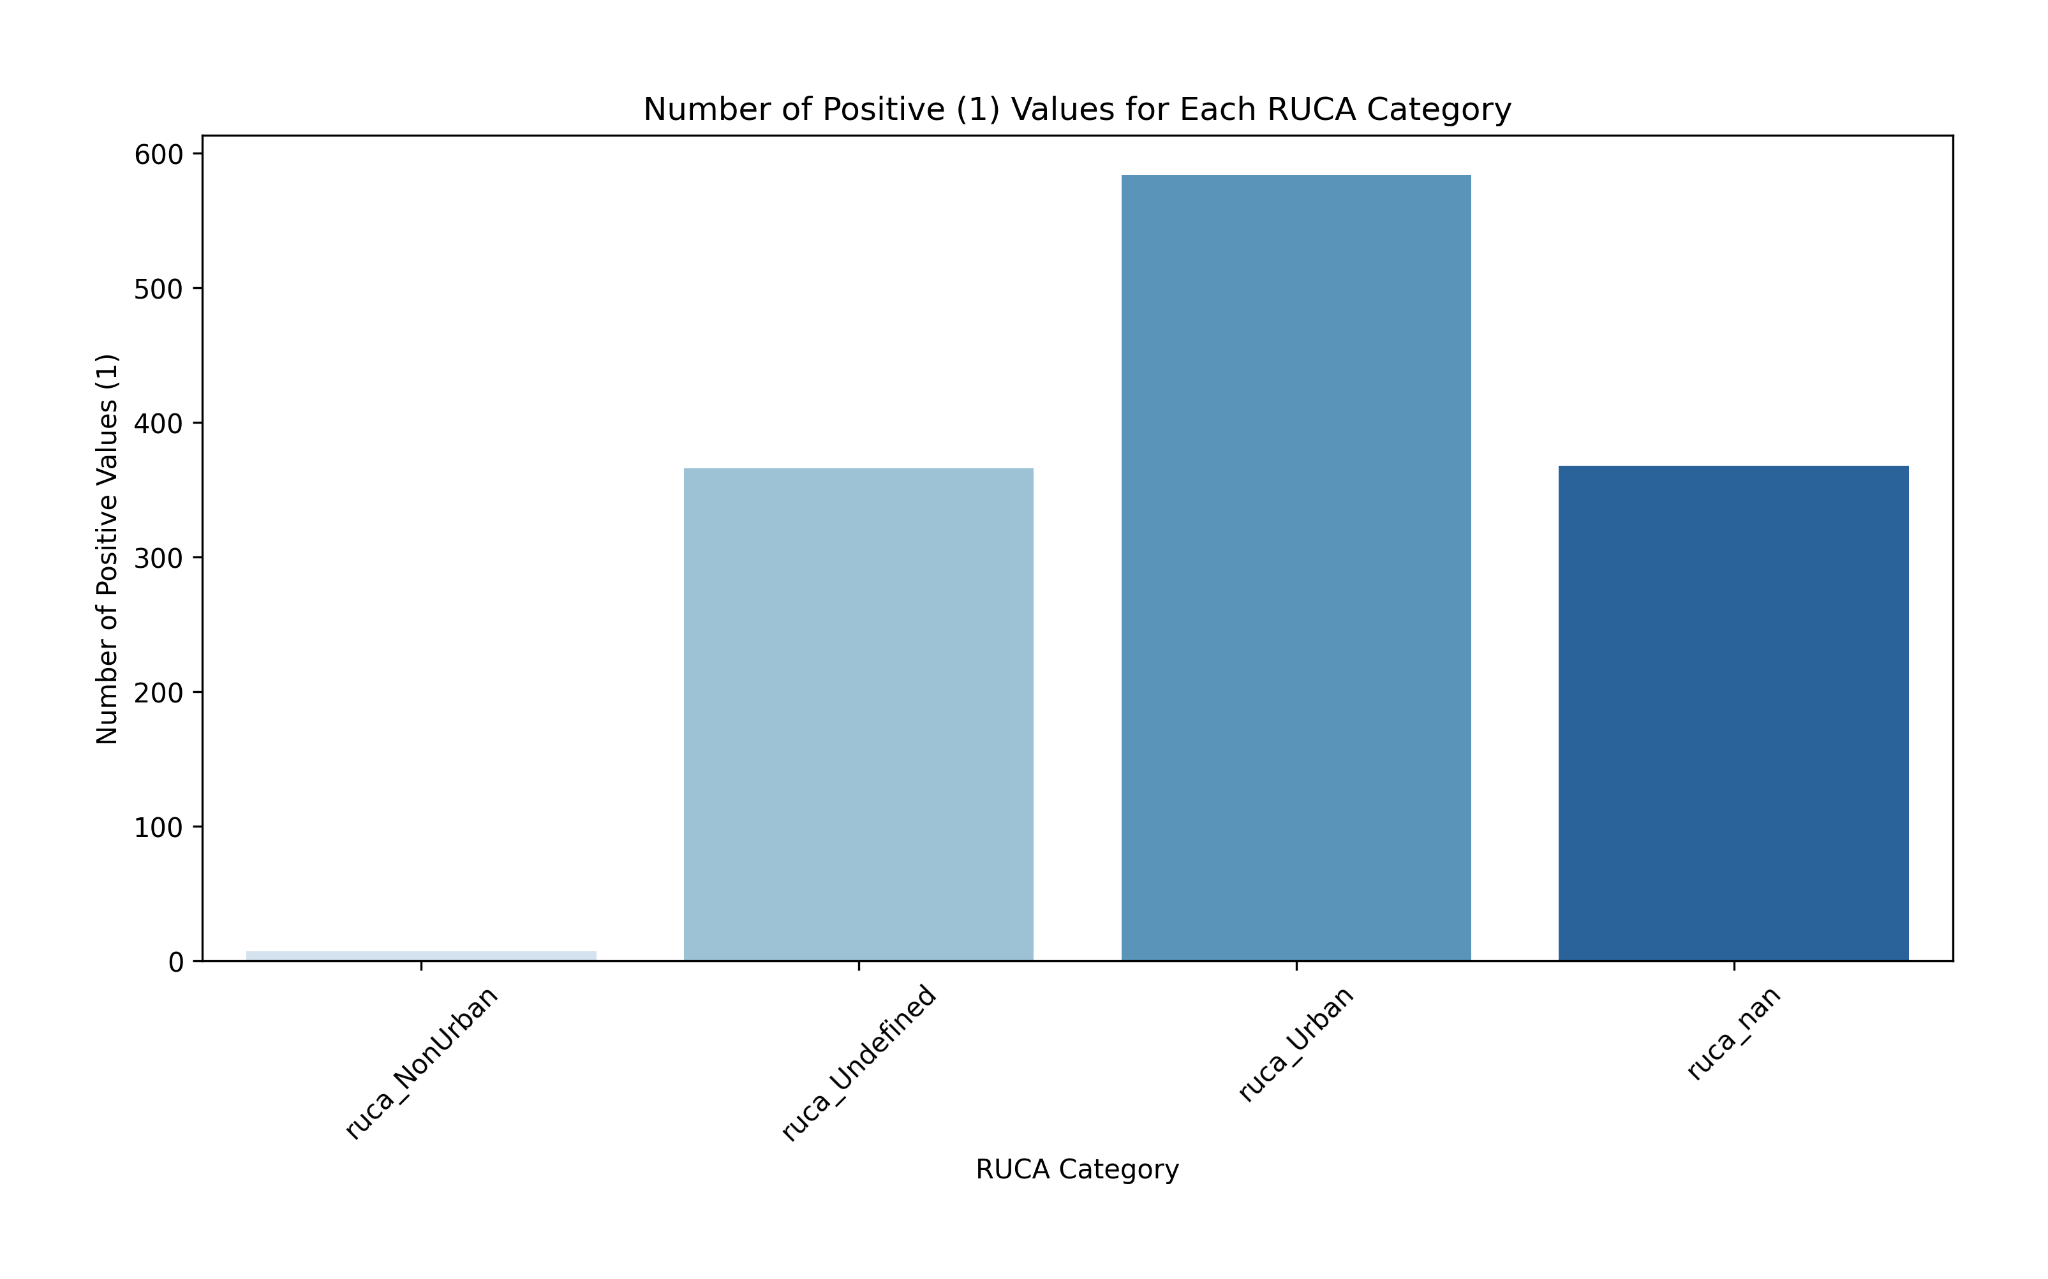 Number of Positive (1) Values for Each RUCA Category
600
500
400
300
200
100
0
Number of Positive Values (1)
ruca_NonUrban
ruca_Undefined
ruca_Urban
ruca_nan
RUCA Category